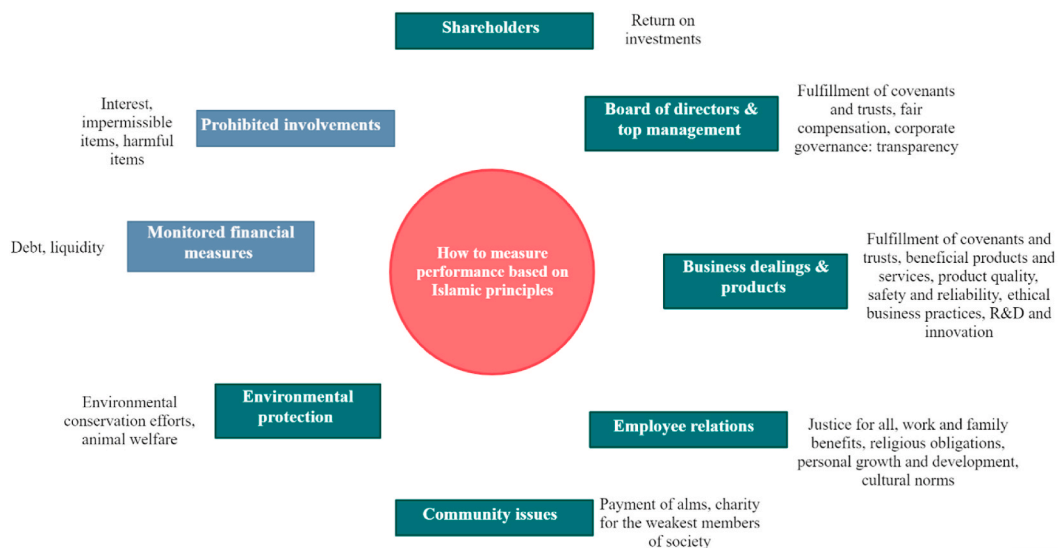 Shareholders
Return on
investments
Board of directors &
top management
Fulfillment of covenants
and trusts, fair
compensation, corporate
governance: transparency
Business dealings &
products
Fulfillment of covenants and
trusts, beneficial products and
services, product quality,
safety and reliability, ethical
business practices, R&D and
innovation
Employee relations
Justice for all, work and family
benefits, religious obligations,
personal growth and development,
cultural norms
Community issues
Payment of alms, charity
for the weakest members
of society
Environmental
protection
Environmental
conservation efforts,
animal welfare
Monitored financial
measures
Debt, liquidity
Prohibited involvements
Interest,
impermissible
items, harmful
items
How to measure
performance based on
Islamic principles